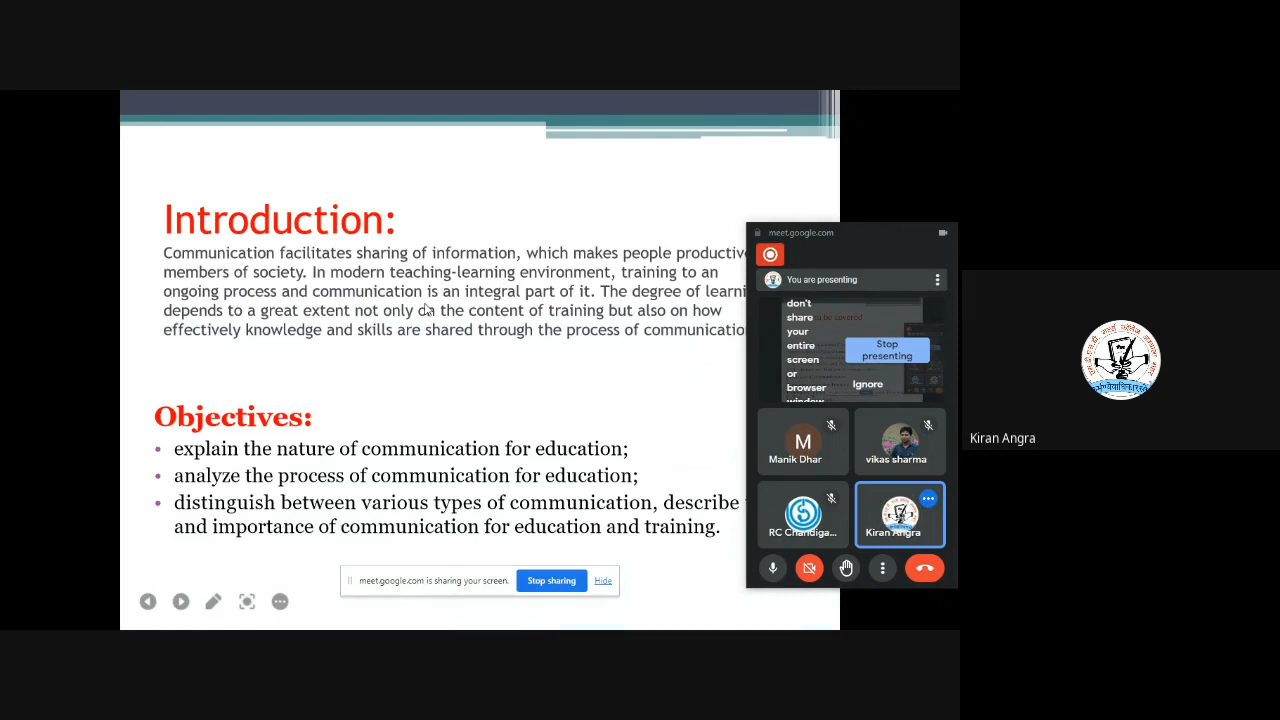 Introduction:
Communication facilitates sharing of information, which makes people productive
members of society. In modern teaching-learning environment, training to an
ongoing process and communication is an integral part of it. The degree of learni
depends to a great extent not only on the content of training but also on how
effectively knowledge and skills are shared through the process of communicatio
Objectives:
• explain the nature of communication for education;
• analyze the process of communication for education;
• distinguish between various types of communication, describe
and importance of communication for education and training.
meet.google.com is sharing your screen.
Stop sharing
Hide
meet.google.com
You are presenting
don't
share
your
entire
screen
or
browser
window
Stop
presenting
Ignore
M
Manik Dhar
vikas sharma
RC Chandiga...
Kiran Angra
Kiran Angra